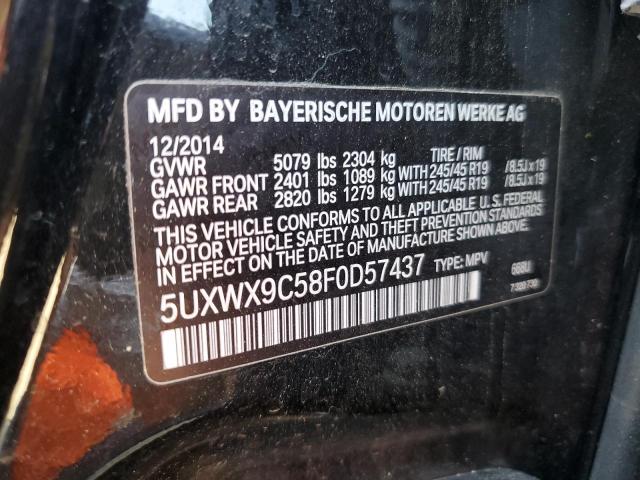 MFD BY BAYERISCHE MOTOREN WERKE AG
12/2014 TIRE / RIM
GVWR 5079 lbs 2304 kg
GAWR FRONT 2401 lbs 1089 kg WITH 245/45 R19 / 8.5J x 19
GAWR REAR 2820 lbs 1279 kg WITH 245/45 R19 / 8.5J x 19
THIS VEHICLE CONFORMS TO ALL APPLICABLE U. S. FEDERAL
MOTOR VEHICLE SAFETY AND THEFT PREVENTION STANDARDS
IN EFFECT ON THE DATE OF MANUFACTURE SHOWN ABOVE.
5UXWX9C58F0D57437 TYPE: MPV 668U
7320730